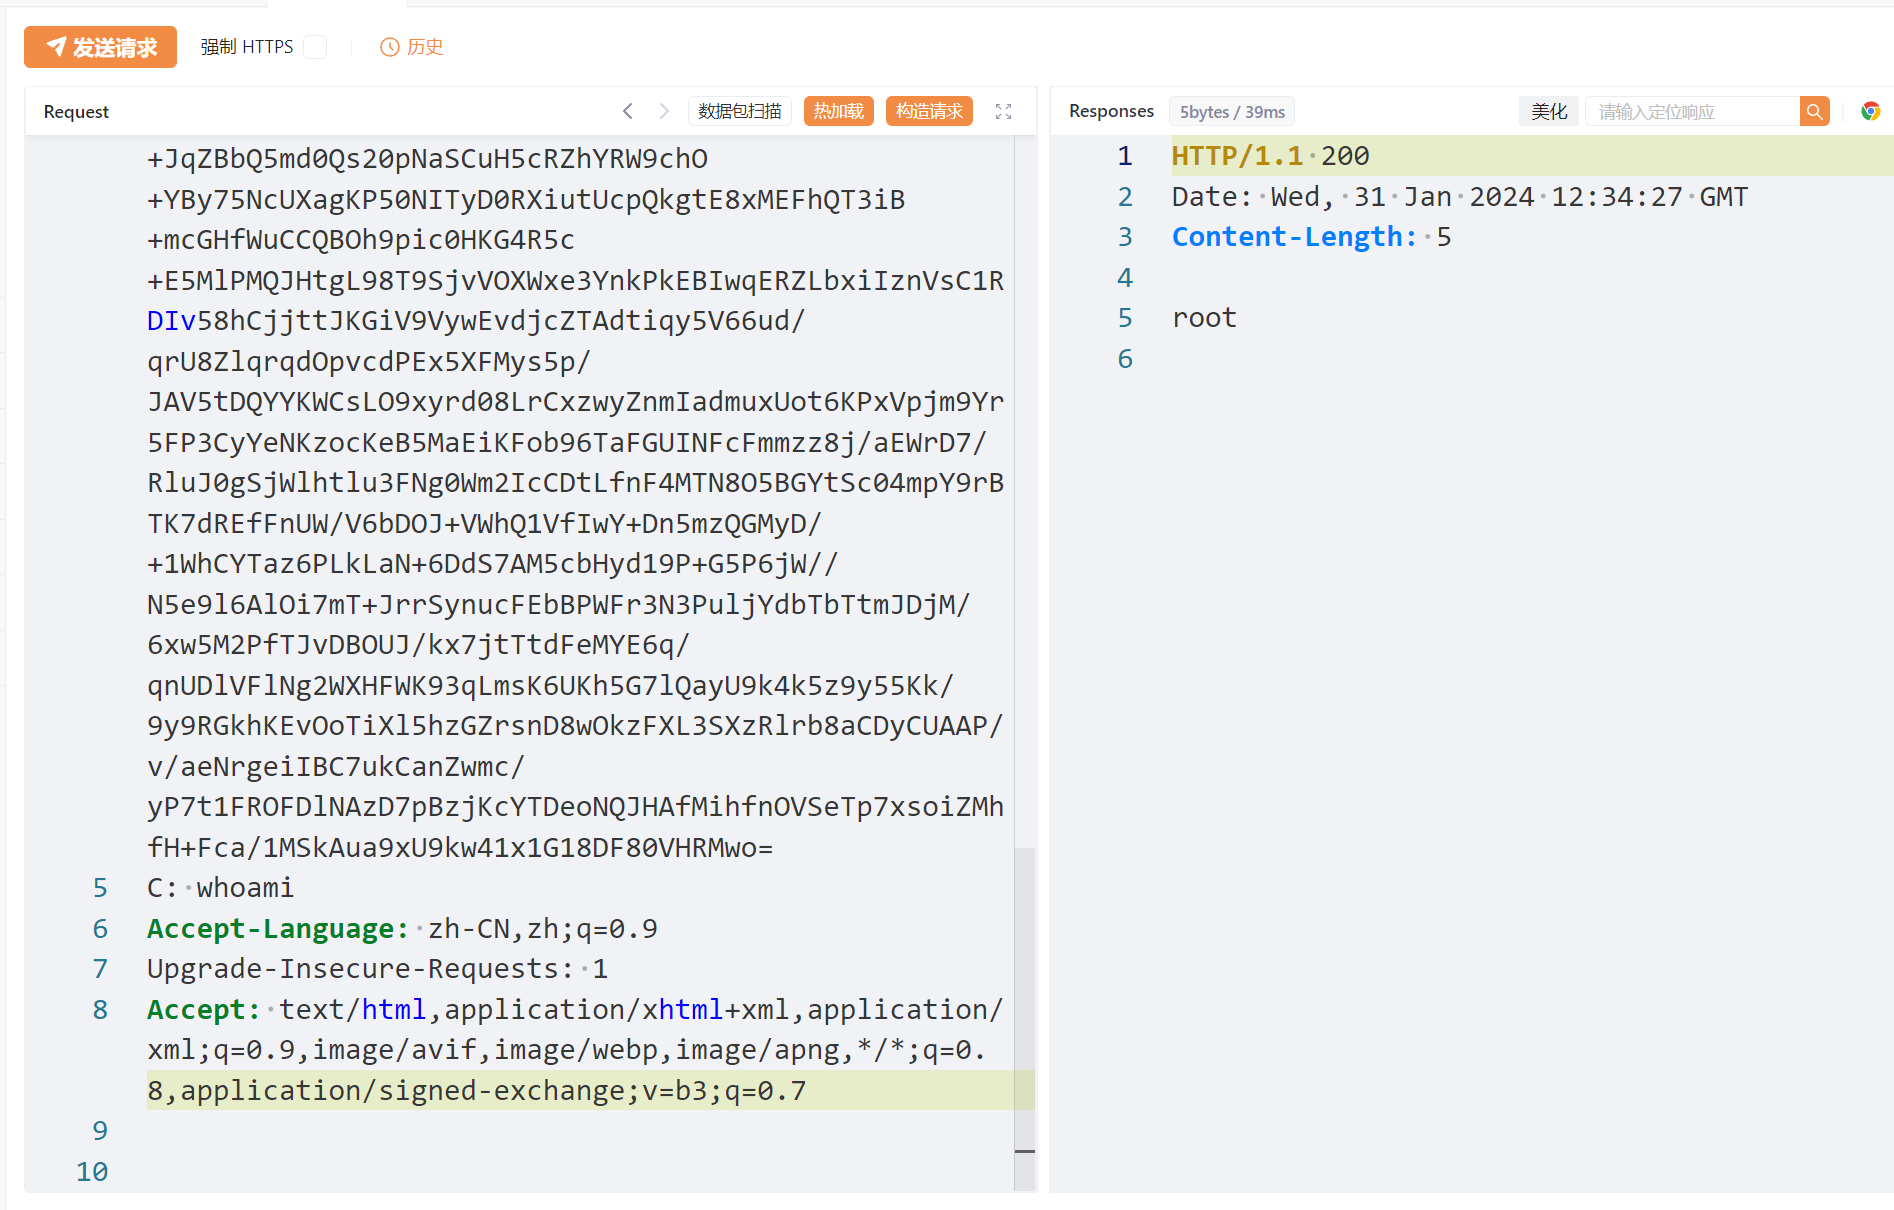 发送请求 强制 HTTPS 历史
Request 数据包扫描 热加载 构造请求
+JqZBbQ5md0Qs20pNaSCuH5cRZhYRW9chO
+YBy75NcUXagKP50NITyD0RXiutUcpQkgtE8xMEFhQT3iB
+mcGHfWuCCQBOh9pic0HKG4R5c
+E5MlPMQJHtgL98T9SjvVOXWxe3YnkPkEBIwqERZLbxiIznVsC1R
DIv58hCjjttJKGiV9VywEvdjcZTAdtiqy5V66ud/
qrU8ZlqrqdOpvcdPEx5XFMys5p/
JAV5tDQYYKWCsLO9xyrd08LrCxzwyZnmIadmuxUot6KPxVpjm9Yr
5FP3CyYeNKzocKeB5MaEiKFob96TaFGUINFcFmmzz8j/aEWrD7/
RluJ0gSjWlhtlu3FNg0Wm2IcCDtLfnF4MTN8O5BGYtSc04mpY9rB
TK7dREfFnUW/V6bDOJ+VWhQ1VfIwY+Dn5mzQGMyD/
+1WhCYTaz6PLkLaN+6DdS7AM5cbHyd19P+G5P6jW//
N5e9l6AlOi7mT+JrrSynucFEbBPWFr3N3PuljYdbTbTtmJDjM/
6xw5M2PfTJvDBOUJ/kx7jtTtdFeMYE6q/
qnUDlVFlNg2WXHFWK93qLmsK6UKh5G7lQayU9k4k5z9y55Kk/
9y9RGkhKEvOoTiXl5hzGZrsnD8wOkzFXL3SXzRlrb8aCDyCUAAP/
v/aeNrgeiIBC7ukCanZwmc/
yP7t1FROFDlNAzD7pBzjKcYTDeoNQJHAfMihfnOVSeTp7xsoiZMh
fH+Fca/1MSkAua9xU9kw41x1G18DF80VHRMwo=
5 C: whoami
6 Accept-Language: zh-CN,zh;q=0.9
7 Upgrade-Insecure-Requests: 1
8 Accept: text/html,application/xhtml+xml,application/
xml;q=0.9,image/avif,image/webp,image/apng,*/*;q=0.
8,application/signed-exchange;v=b3;q=0.7
9
10
Responses 5bytes / 39ms 美化 请输入定位响应
1 HTTP/1.1 200
2 Date: Wed, 31 Jan 2024 12:34:27 GMT
3 Content-Length: 5
4
5 root
6